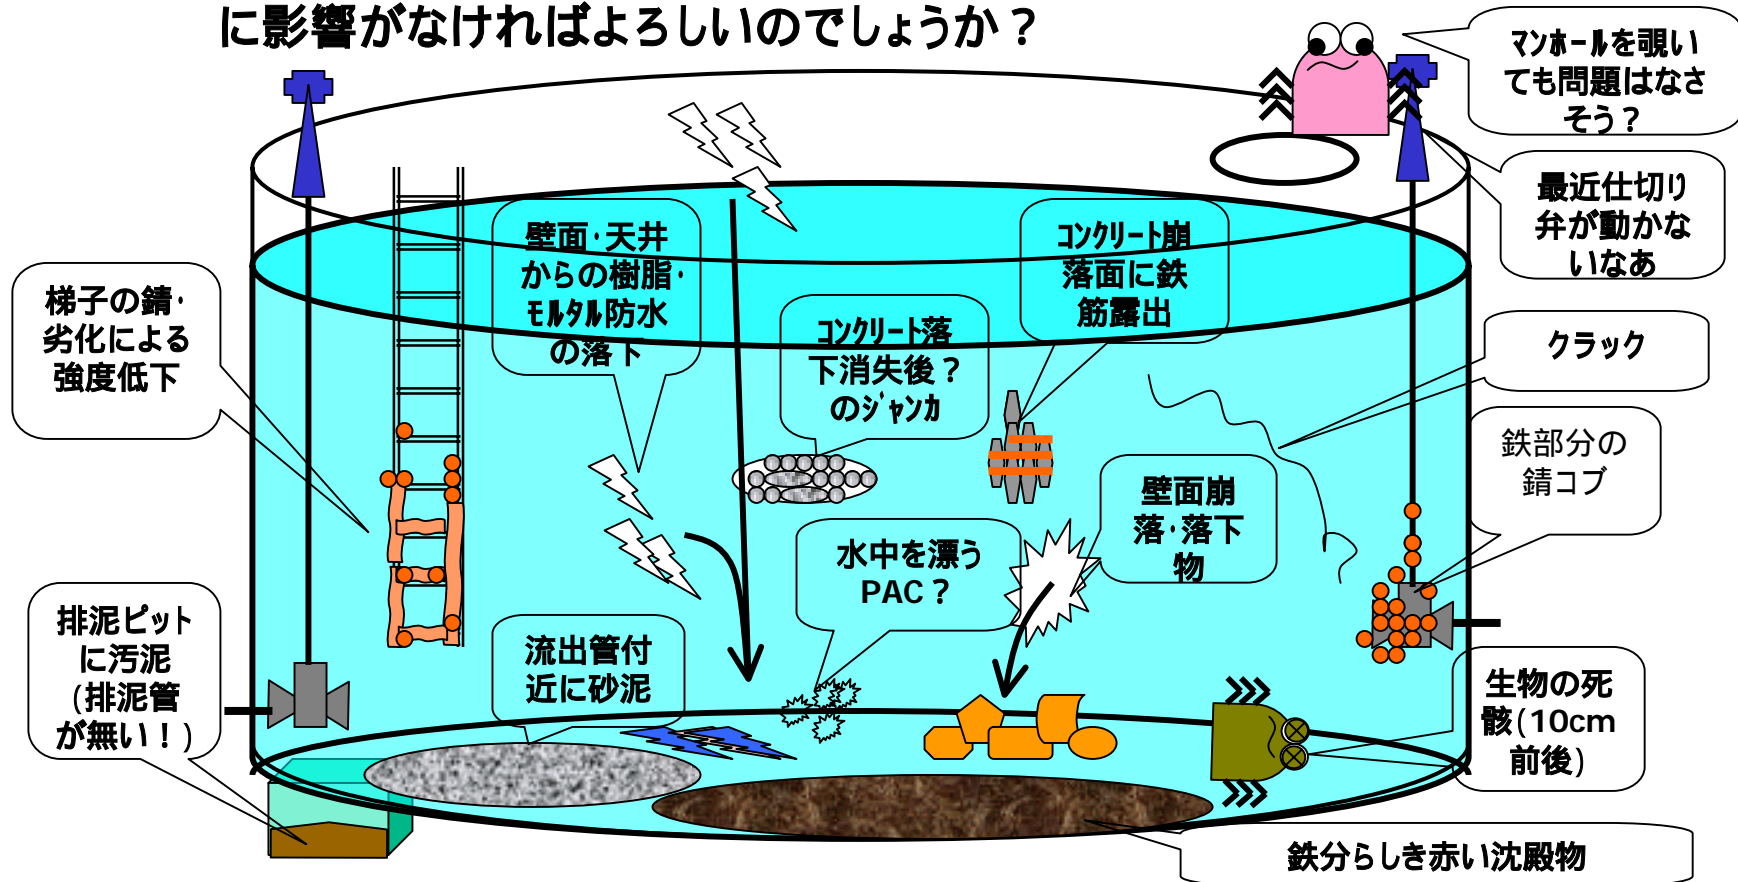 に影響がなければよろしいのでしょうか？
マンホールを覗い
ても問題はなさ
そう？
最近仕切り
弁が動かな
いなあ
壁面・天井
からの樹脂・
モルタル防水
の落下
コンクリート崩
落面に鉄
筋露出
梯子の錆・
劣化による
強度低下
コンクリート落
下消失後？
のジャンカ
クラック
鉄部分の
錆コブ
壁面崩
落・落下
物
水中を漂う
PAC？
排泥ピット
に汚泥
(排泥管
が無い！)
流出管付
近に砂泥
生物の死
骸(10cm
前後)
鉄分らしき赤い沈殿物